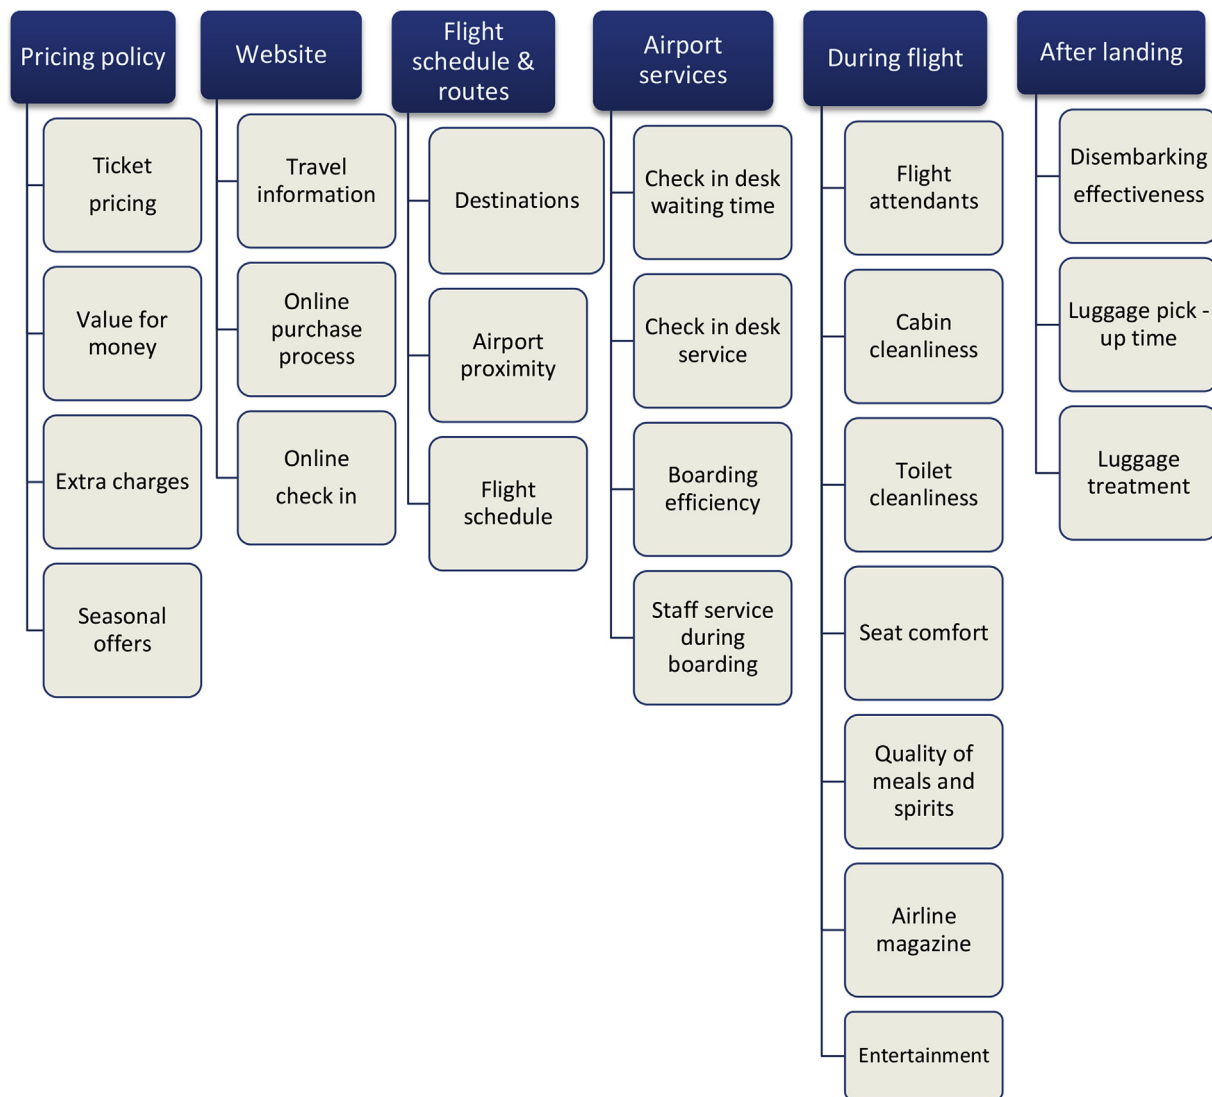 Pricing policy
Ticket
pricing
Value for
money
Extra charges
Seasonal
offers
Website
Travel
information
Online
purchase
process
Online
check in
Flight
schedule &
routes
Destinations
Airport
proximity
Flight
schedule
Airport
services
Check in desk
waiting time
Check in desk
service
Boarding
efficiency
Staff service
during
boarding
During flight
Flight
attendants
Cabin
cleanliness
Toilet
cleanliness
Seat comfort
Quality of
meals and
spirits
Airline
magazine
Entertainment
After landing
Disembarking
effectiveness
Luggage pick -
up time
Luggage
treatment